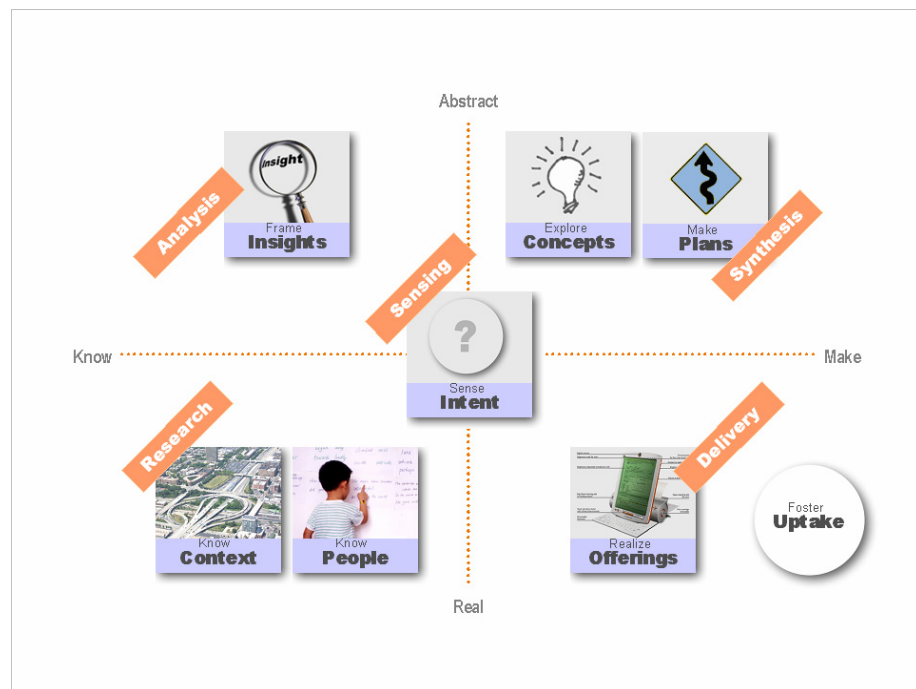 Abstract
Insight
Frame
Insights
Analysis
Explore
Concepts
Make
Plans
Synthesis
Sensing
?
Sense
Intent
Know
Make
Research
Know
Context
Know
People
Delivery
Realize
Offerings
Foster
Uptake
Real